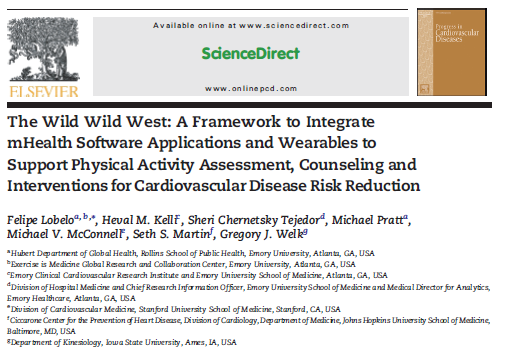 Available online at www.sciencedirect.com
Progress in
Cardiovascular
Diseases
ScienceDirect
ELSEVIER
www.onlinepcd.com
The Wild Wild West: A Framework to Integrate
mHealth Software Applications and Wearables to
Support Physical Activity Assessment, Counseling and
Interventions for Cardiovascular Disease Risk Reduction
Felipe Lobelo a, b,⁎, Heval M. Kelli c, Sheri Chernetsky Tejedor d, Michael Pratt a,
Michael V. McConnell e, Seth S. Martin f, Gregory J. Welk g
a Hubert Department of Global Health, Rollins School of Public Health, Emory University, Atlanta, GA, USA
b Exercise is Medicine Global Research and Collaboration Center, Emory University, Atlanta, GA, USA
c Emory Clinical Cardiovascular Research Institute and Emory University School of Medicine, Atlanta, GA, USA
d Division of Hospital Medicine and Chief Research Information Officer, Emory University School of Medicine and Medical Director for Analytics,
Emory Healthcare, Atlanta, GA, USA
e Division of Cardiovascular Medicine, Stanford University School of Medicine, Stanford, CA, USA
f Ciccarone Center for the Prevention of Heart Disease, Division of Cardiology, Department of Medicine, Johns Hopkins University School of Medicine,
Baltimore, MD, USA
g Department of Kinesiology, Iowa State University, Ames, IA, USA